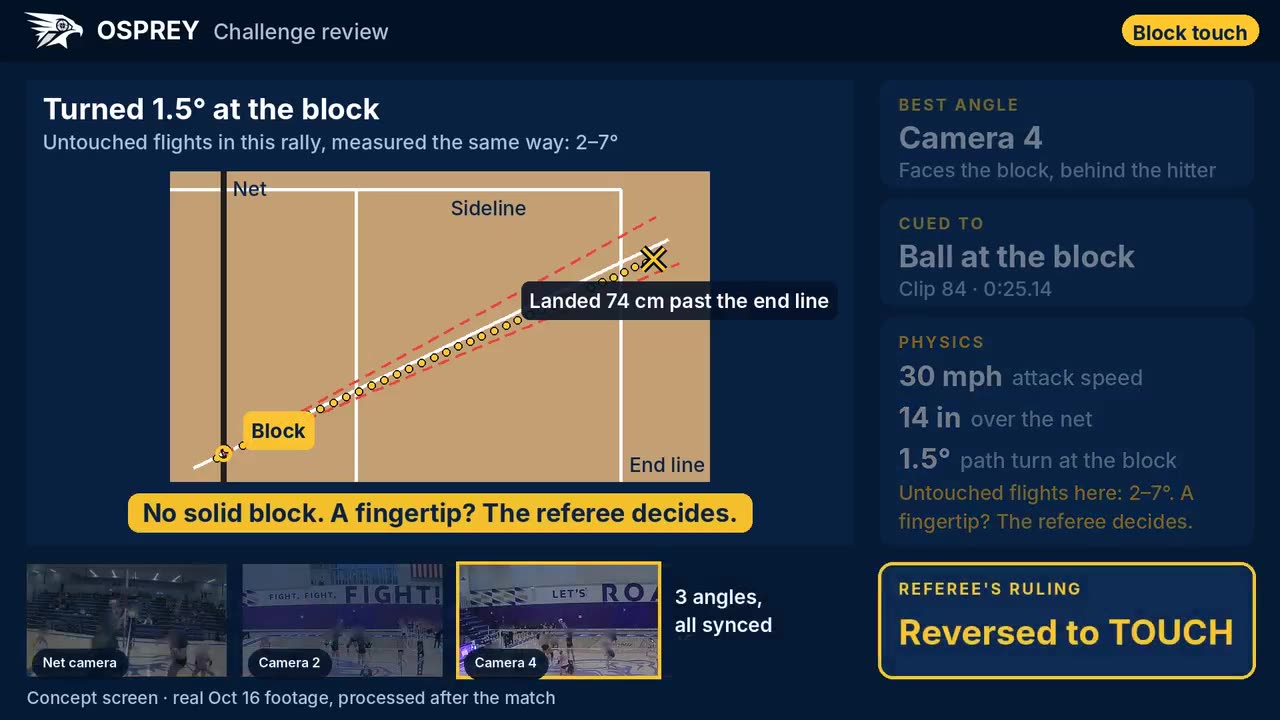 OSPREY Challenge review
Block touch
Turned 1.5° at the block
Untouched flights in this rally, measured the same way: 2–7°
Net
Sideline
Landed 74 cm past the end line
Block
End line
No solid block. A fingertip? The referee decides.
BEST ANGLE
Camera 4
Faces the block, behind the hitter
CUED TO
Ball at the block
Clip 84 · 0:25.14
PHYSICS
30 mph attack speed
14 in over the net
1.5° path turn at the block
Untouched flights here: 2–7°. A
fingertip? The referee decides.
FIGHT, FIGHT, FIGHT!
LET'S ROA
Net camera
Camera 2
Camera 4
3 angles,
all synced
REFEREE'S RULING
Reversed to TOUCH
Concept screen · real Oct 16 footage, processed after the match